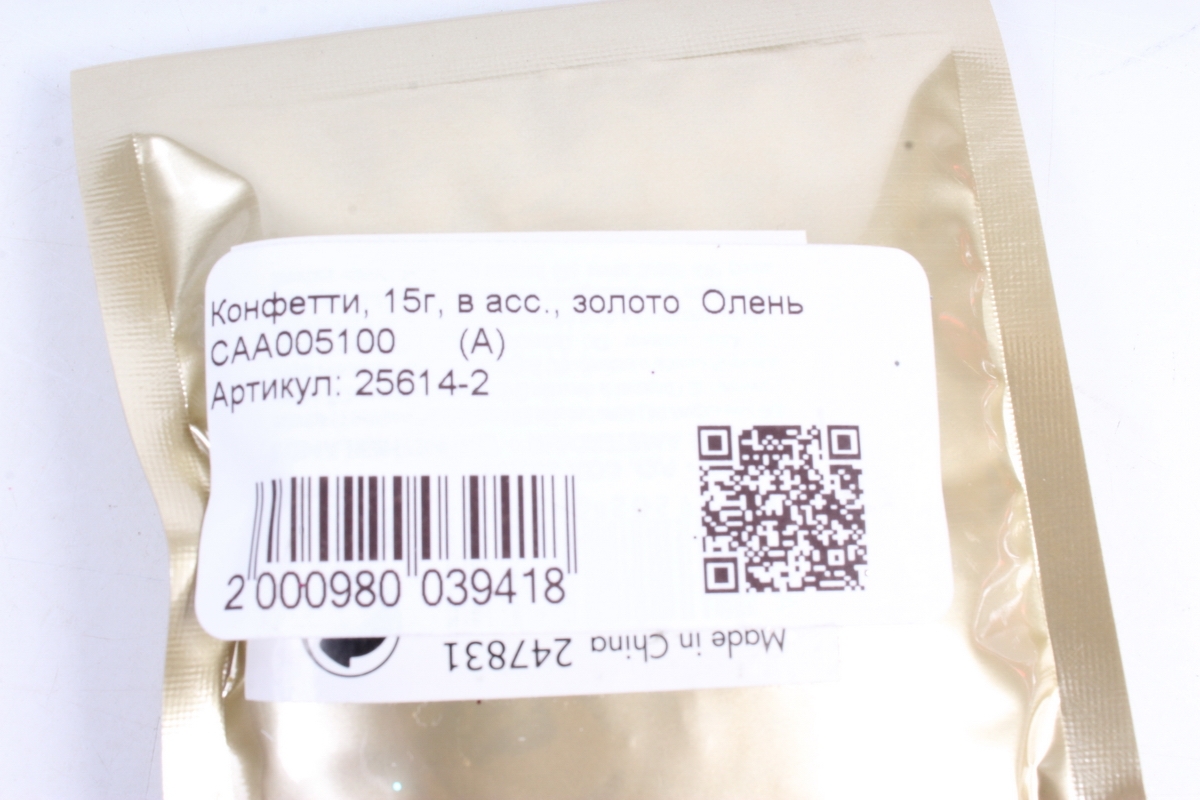 Конфетти, 15г, в асс., золото Олень
CAA005100 (A)
Артикул: 25614-2
2 000980 039418
Made in China 247831